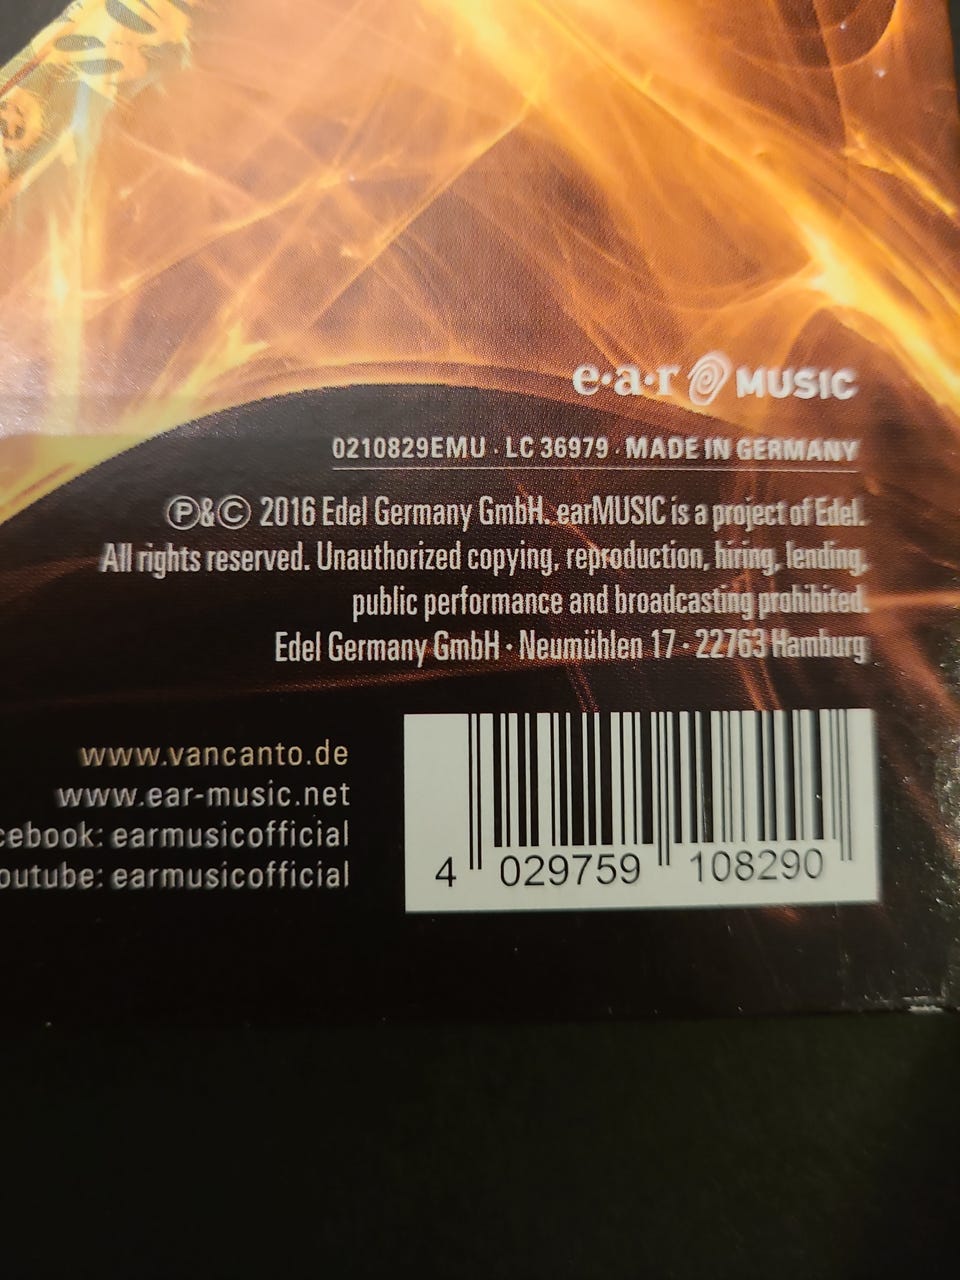 e·a·r MUSIC
0210829EMU · LC 36979 · MADE IN GERMANY
Ⓟ&© 2016 Edel Germany GmbH. earMUSIC is a project of Edel.
All rights reserved. Unauthorized copying, reproduction, hiring, lending,
public performance and broadcasting prohibited.
Edel Germany GmbH · Neumühlen 17 · 22763 Hamburg
www.vancanto.de
www.ear-music.net
cebook: earmusicofficial
outube: earmusicofficial
4 029759 108290